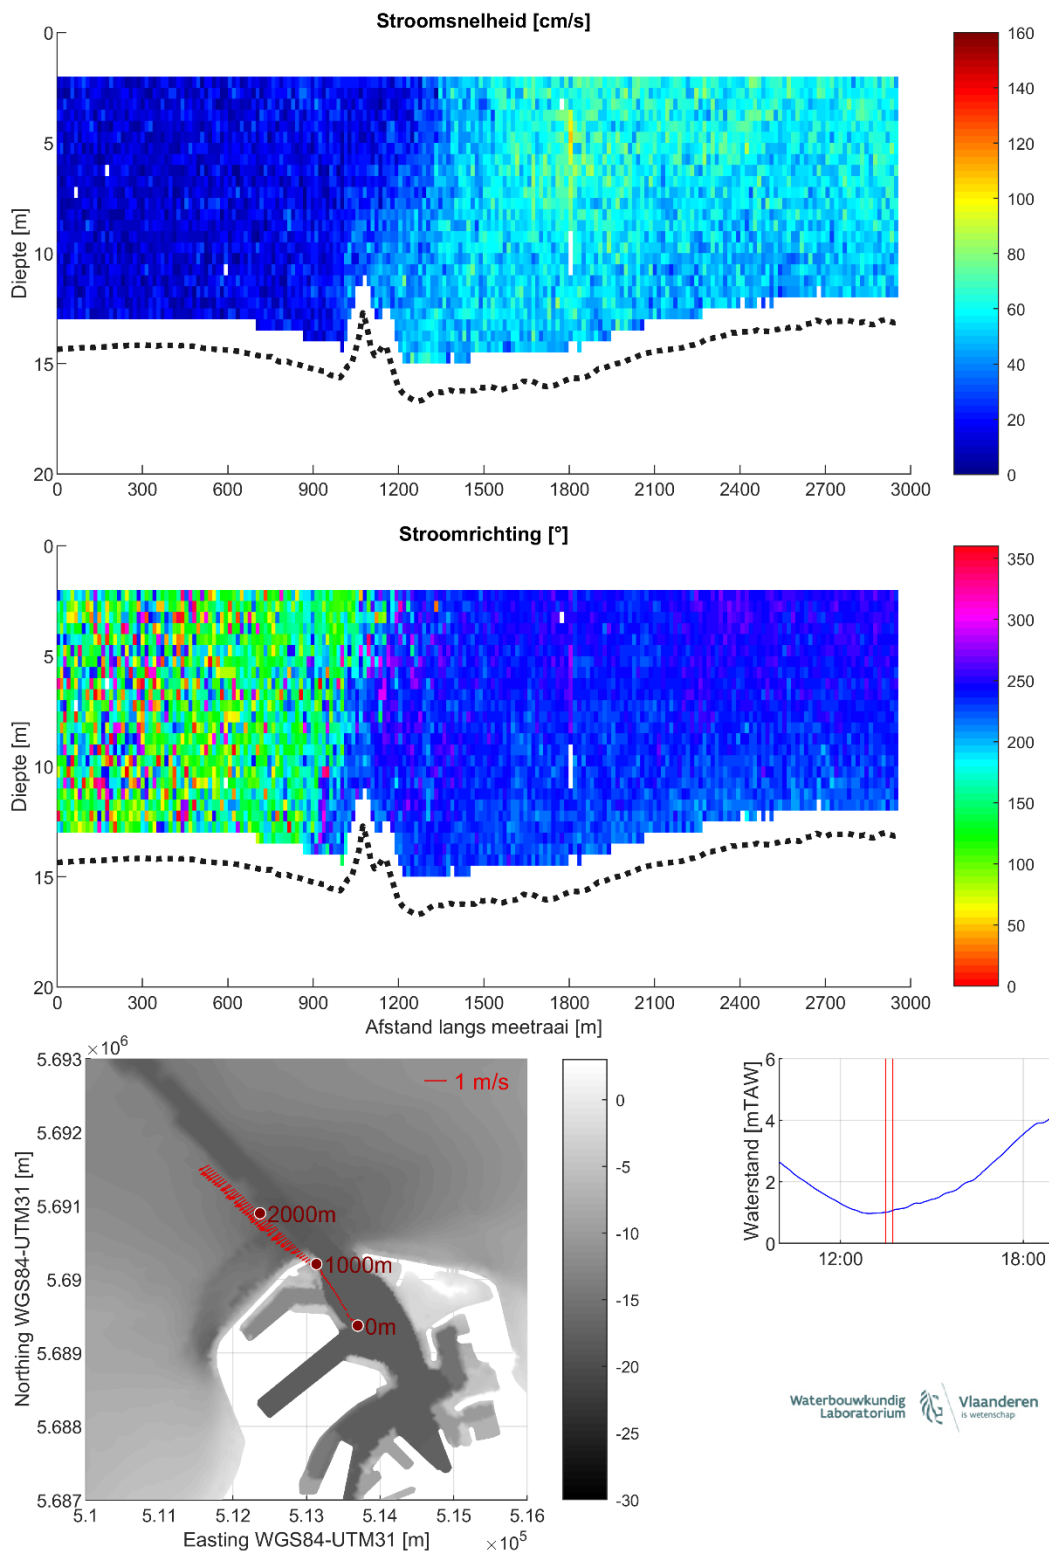 Stroomsnelheid [cm/s]
0
5
10
15
20
Diepte [m]
0 300 600 900 1200 1500 1800 2100 2400 2700 3000
160
140
120
100
80
60
40
20
0
Stroomrichting [°]
0
5
10
15
20
Diepte [m]
0 300 600 900 1200 1500 1800 2100 2400 2700 3000
Afstand langs meetraai [m]
350
300
250
200
150
100
50
0
×10⁶
5.693
5.692
5.691
5.69
5.689
5.688
5.687
Northing WGS84-UTM31 [m]
1 m/s
2000m
1000m
0m
5.1 5.12 5.13 5.14 5.15 5.16
Easting WGS84-UTM31 [m]
×10⁵
0
-5
-10
-15
-20
-25
-30
6
4
2
0
Waterstand [mTAW]
12:00 18:00
Waterbouwkundig
Laboratorium
Vlaanderen
is wetenschap